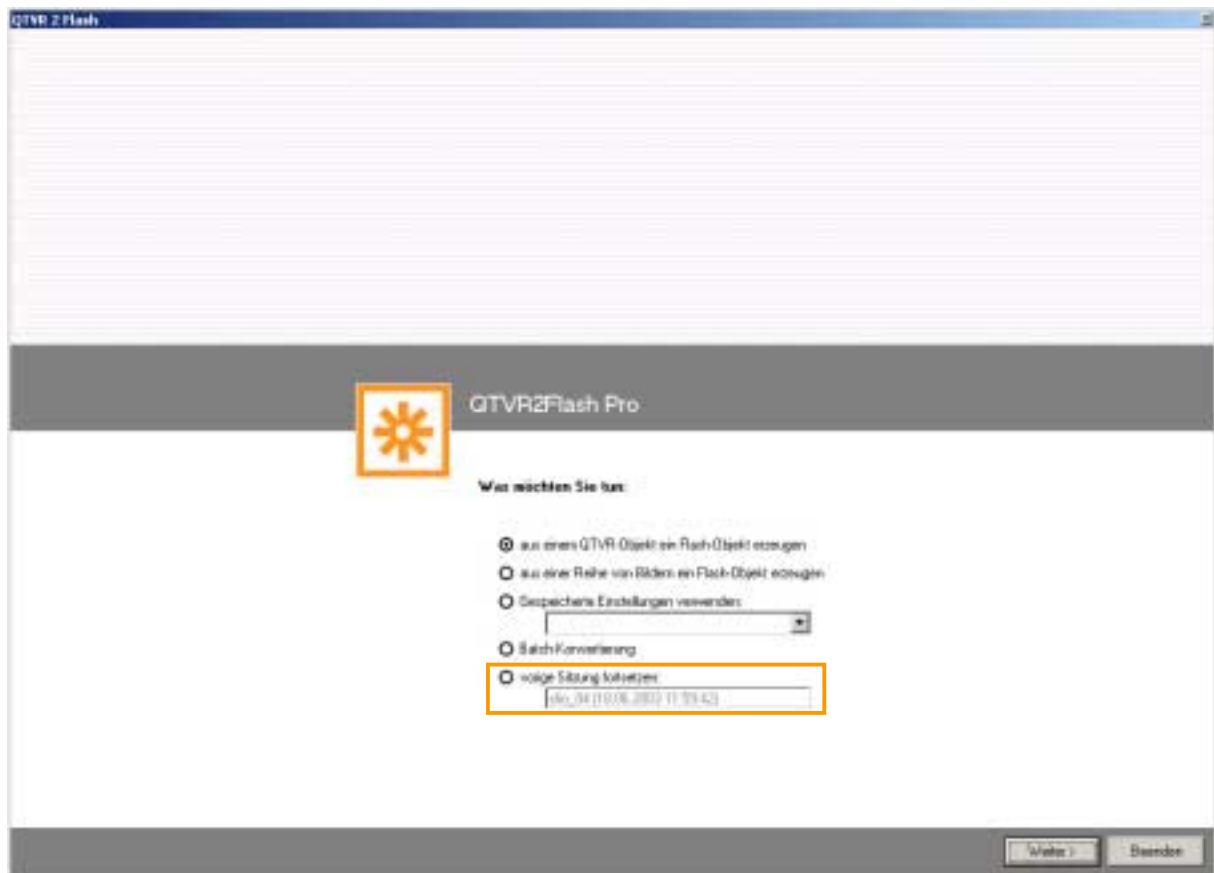 QTVR 2 Flash
QTVR2Flash Pro
Was möchten Sie tun:
aus einem QTVR Objekt ein Flash-Objekt erzeugen
aus einer Reihe von Bildern ein Flash-Objekt erzeugen
Gespeicherte Einstellungen verwenden:
Batch-Konvertierung
vorige Sitzung fortsetzen:
Weiter >
Beenden